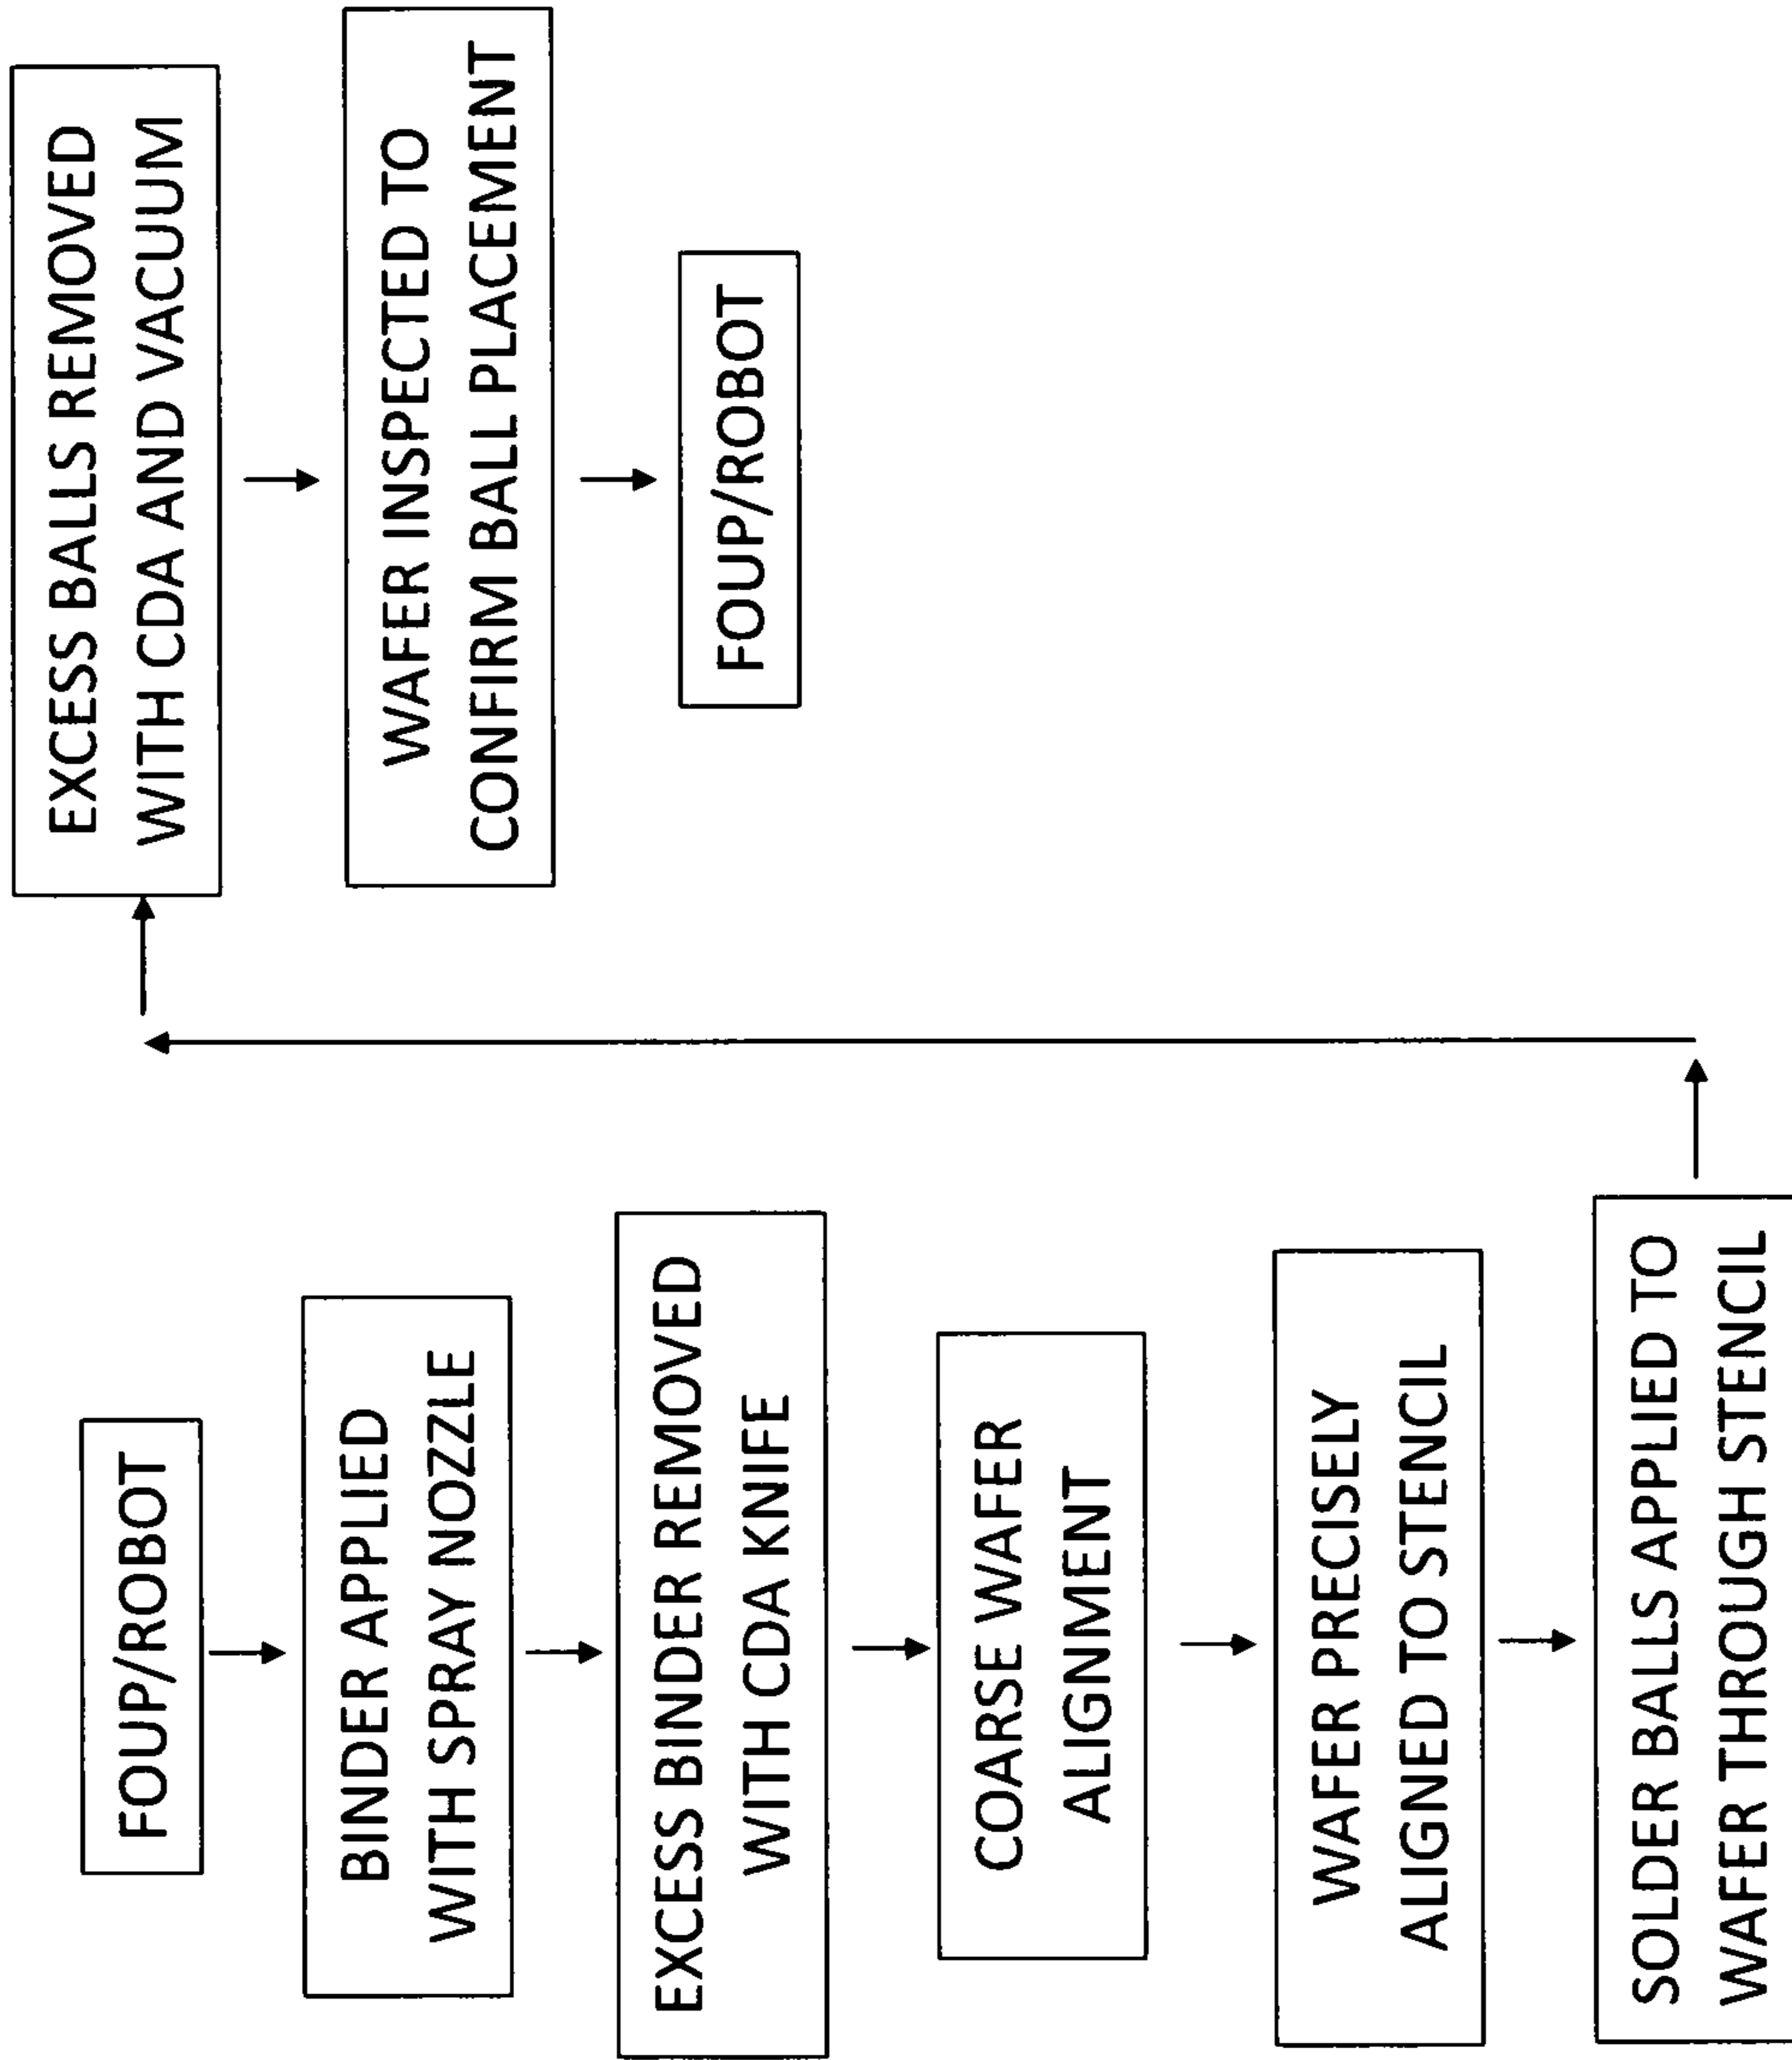 FOUP/ROBOT
BINDER APPLIED
WITH SPRAY NOZZLE
EXCESS BINDER REMOVED
WITH CDA KNIFE
COARSE WAFER
ALIGNMENT
WAFER PRECISELY
ALIGNED TO STENCIL
SOLDER BALLS APPLIED TO
WAFER THROUGH STENCIL
EXCESS BALLS REMOVED
WITH CDA AND VACUUM
WAFER INSPECTED TO
CONFIRM BALL PLACEMENT
FOUP/ROBOT